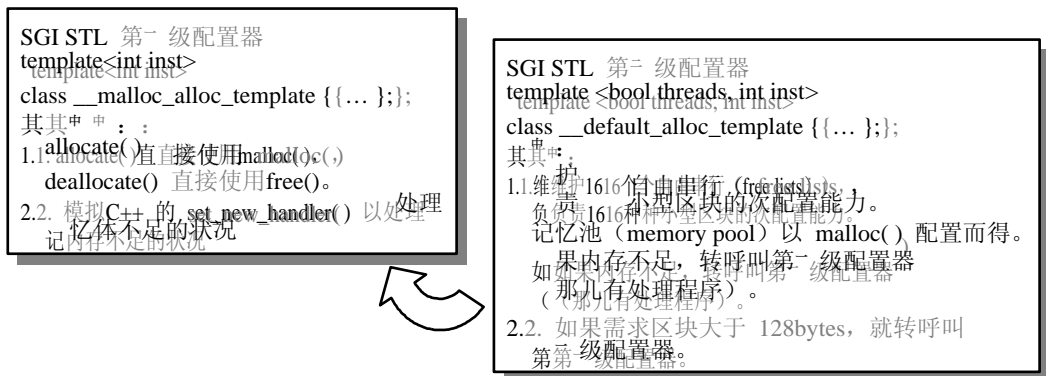 SGI STL 第一级配置器
template<int inst>
class __malloc_alloc_template {… };
其中：
1. allocate()直接使用malloc(),
deallocate() 直接使用free()。
2. 模拟C++ 的 set_new_handler() 以处理
记忆体不足的状况
SGI STL 第二级配置器
template <bool threads, int inst>
class __default_alloc_template {… };
其中：
1.维护16个自由串行（free lists），
负责16种小型区块的次配置能力。
记忆池（memory pool）以 malloc() 配置而得。
如果内存不足，转呼叫第一级配置器
（那儿有处理程序）。
2. 如果需求区块大于 128bytes，就转呼叫
第一级配置器。